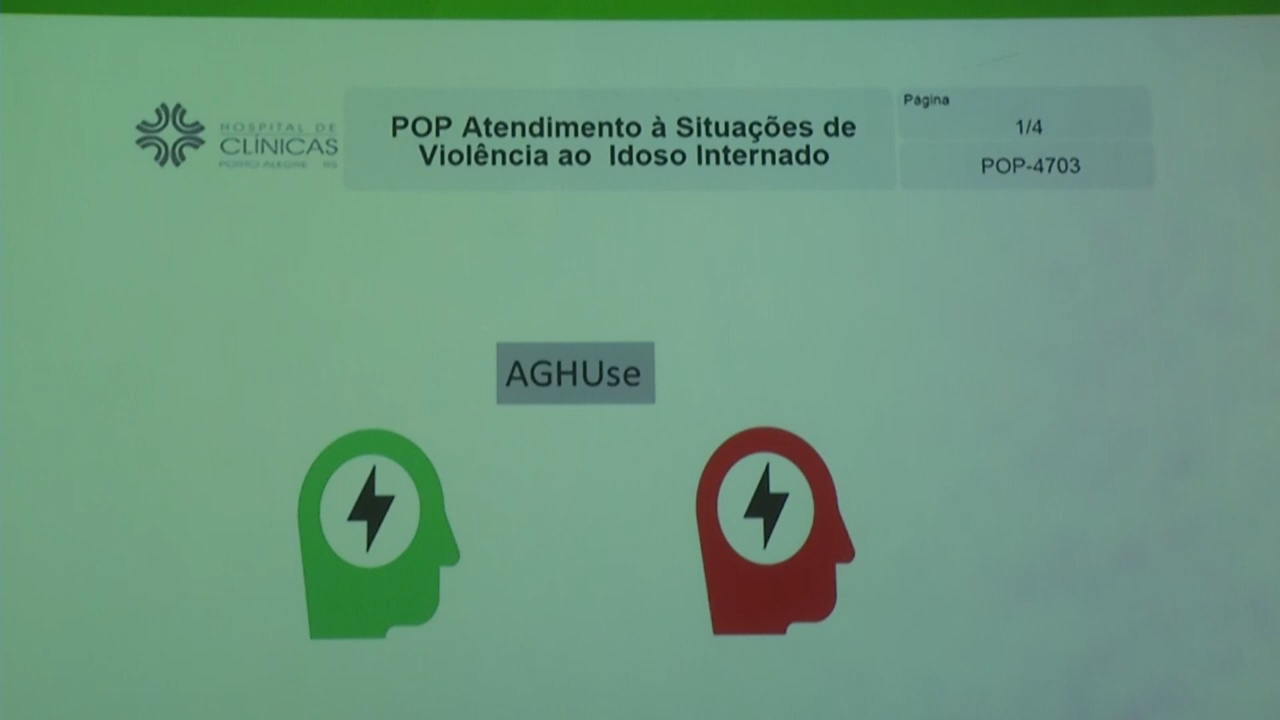 HOSPITAL DE
CLÍNICAS
PORTO ALEGRE RS
POP Atendimento à Situações de
Violência ao Idoso Internado
Página
1/4
POP-4703
AGHUse